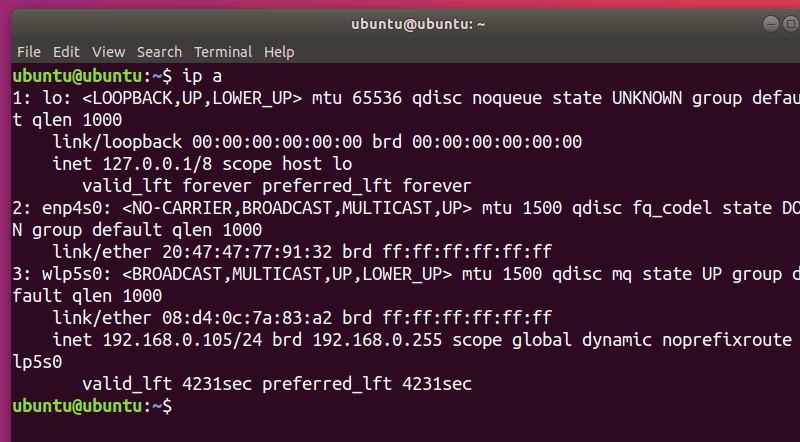 ubuntu@ubuntu: ~
File Edit View Search Terminal Help
ubuntu@ubuntu:~$ ip a
1: lo: <LOOPBACK,UP,LOWER_UP> mtu 65536 qdisc noqueue state UNKNOWN group defau
t qlen 1000
    link/loopback 00:00:00:00:00:00 brd 00:00:00:00:00:00
    inet 127.0.0.1/8 scope host lo
       valid_lft forever preferred_lft forever
2: enp4s0: <NO-CARRIER,BROADCAST,MULTICAST,UP> mtu 1500 qdisc fq_codel state DO
N group default qlen 1000
    link/ether 20:47:47:77:91:32 brd ff:ff:ff:ff:ff:ff
3: wlp5s0: <BROADCAST,MULTICAST,UP,LOWER_UP> mtu 1500 qdisc mq state UP group d
fault qlen 1000
    link/ether 08:d4:0c:7a:83:a2 brd ff:ff:ff:ff:ff:ff
    inet 192.168.0.105/24 brd 192.168.0.255 scope global dynamic noprefixroute
lp5s0
       valid_lft 4231sec preferred_lft 4231sec
ubuntu@ubuntu:~$